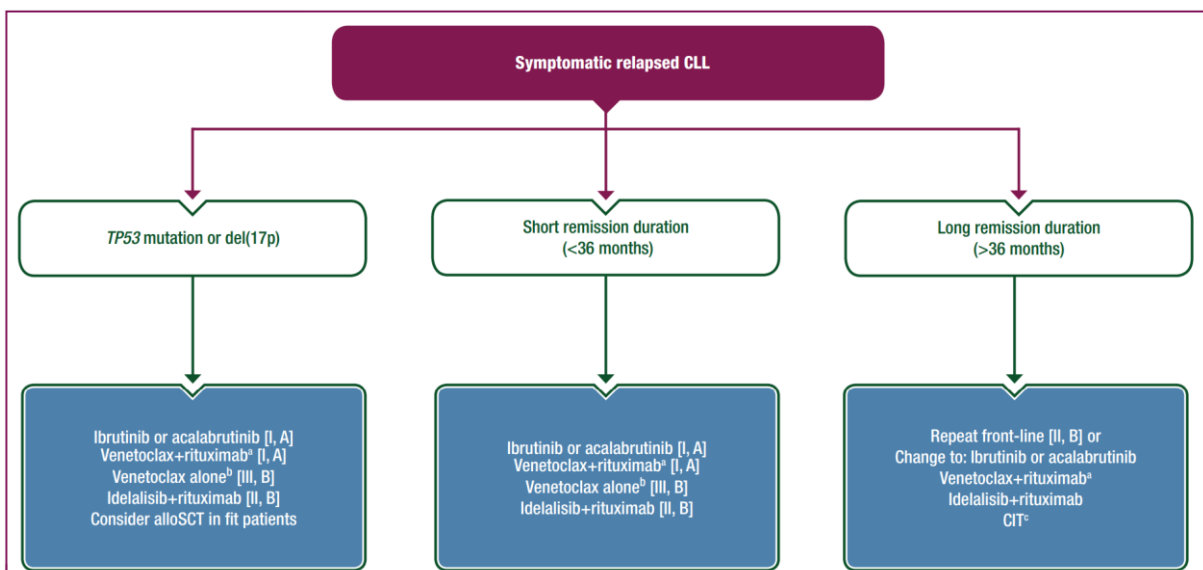 Symptomatic relapsed CLL
TP53 mutation or del(17p)
Short remission duration
(<36 months)
Long remission duration
(>36 months)
Ibrutinib or acalabrutinib [I, A]
Venetoclax+rituximabᵃ [I, A]
Venetoclax aloneᵇ [III, B]
Idelalisib+rituximab [II, B]
Consider alloSCT in fit patients
Ibrutinib or acalabrutinib [I, A]
Venetoclax+rituximabᵃ [I, A]
Venetoclax aloneᵇ [III, B]
Idelalisib+rituximab [II, B]
Repeat front-line [II, B] or
Change to: Ibrutinib or acalabrutinib
Venetoclax+rituximabᵃ
Idelalisib+rituximab
CITᶜ